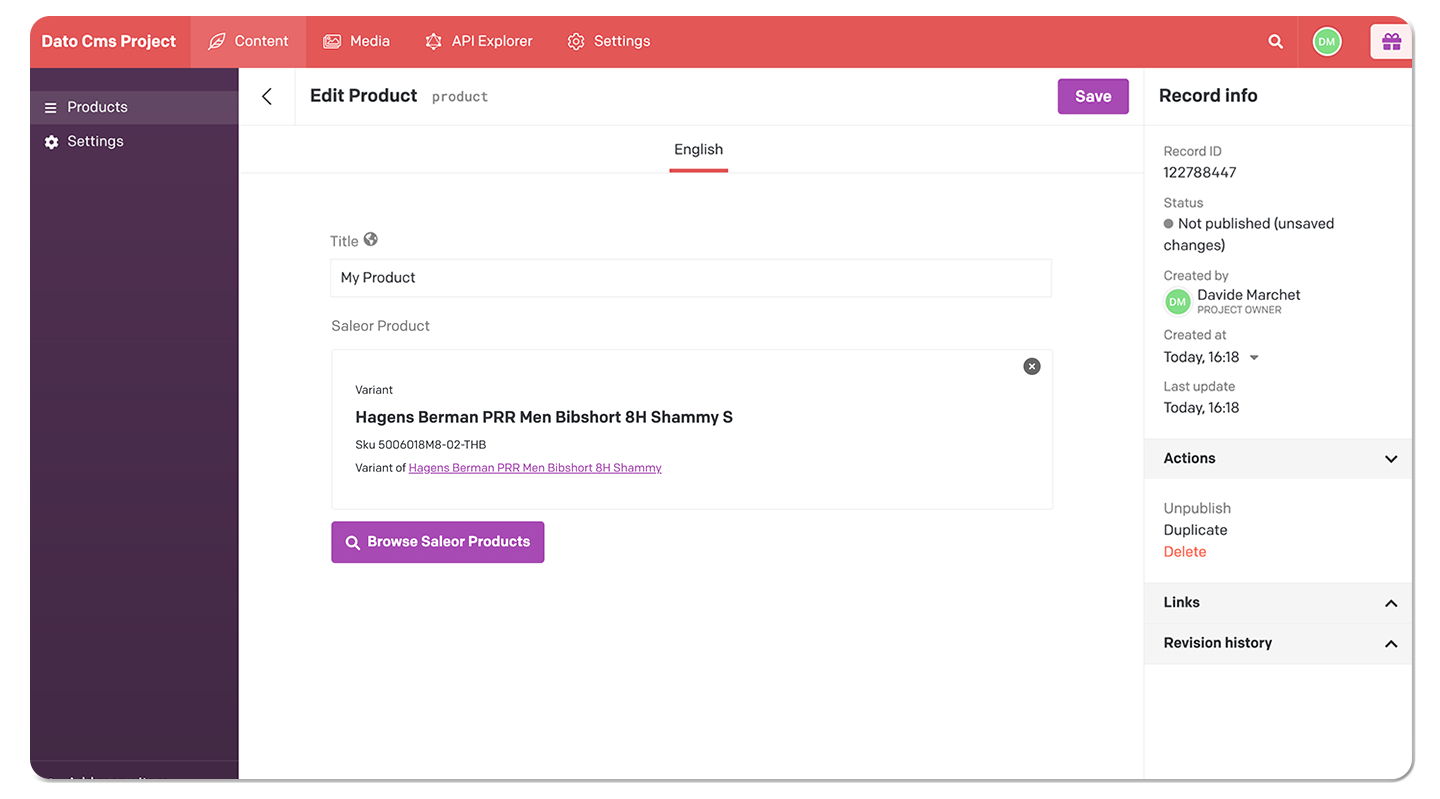 Dato Cms Project
Content
Media
API Explorer
Settings
DM
Products
Settings
Edit Product product
Save
English
Title
My Product
Saleor Product
Variant
Hagens Berman PRR Men Bibshort 8H Shammy S
Sku 5006018M8-02-THB
Variant of Hagens Berman PRR Men Bibshort 8H Shammy
Browse Saleor Products
Record info
Record ID
122788447
Status
Not published (unsaved
changes)
Created by
DM
Davide Marchet
PROJECT OWNER
Created at
Today, 16:18
Last update
Today, 16:18
Actions
Unpublish
Duplicate
Delete
Links
Revision history